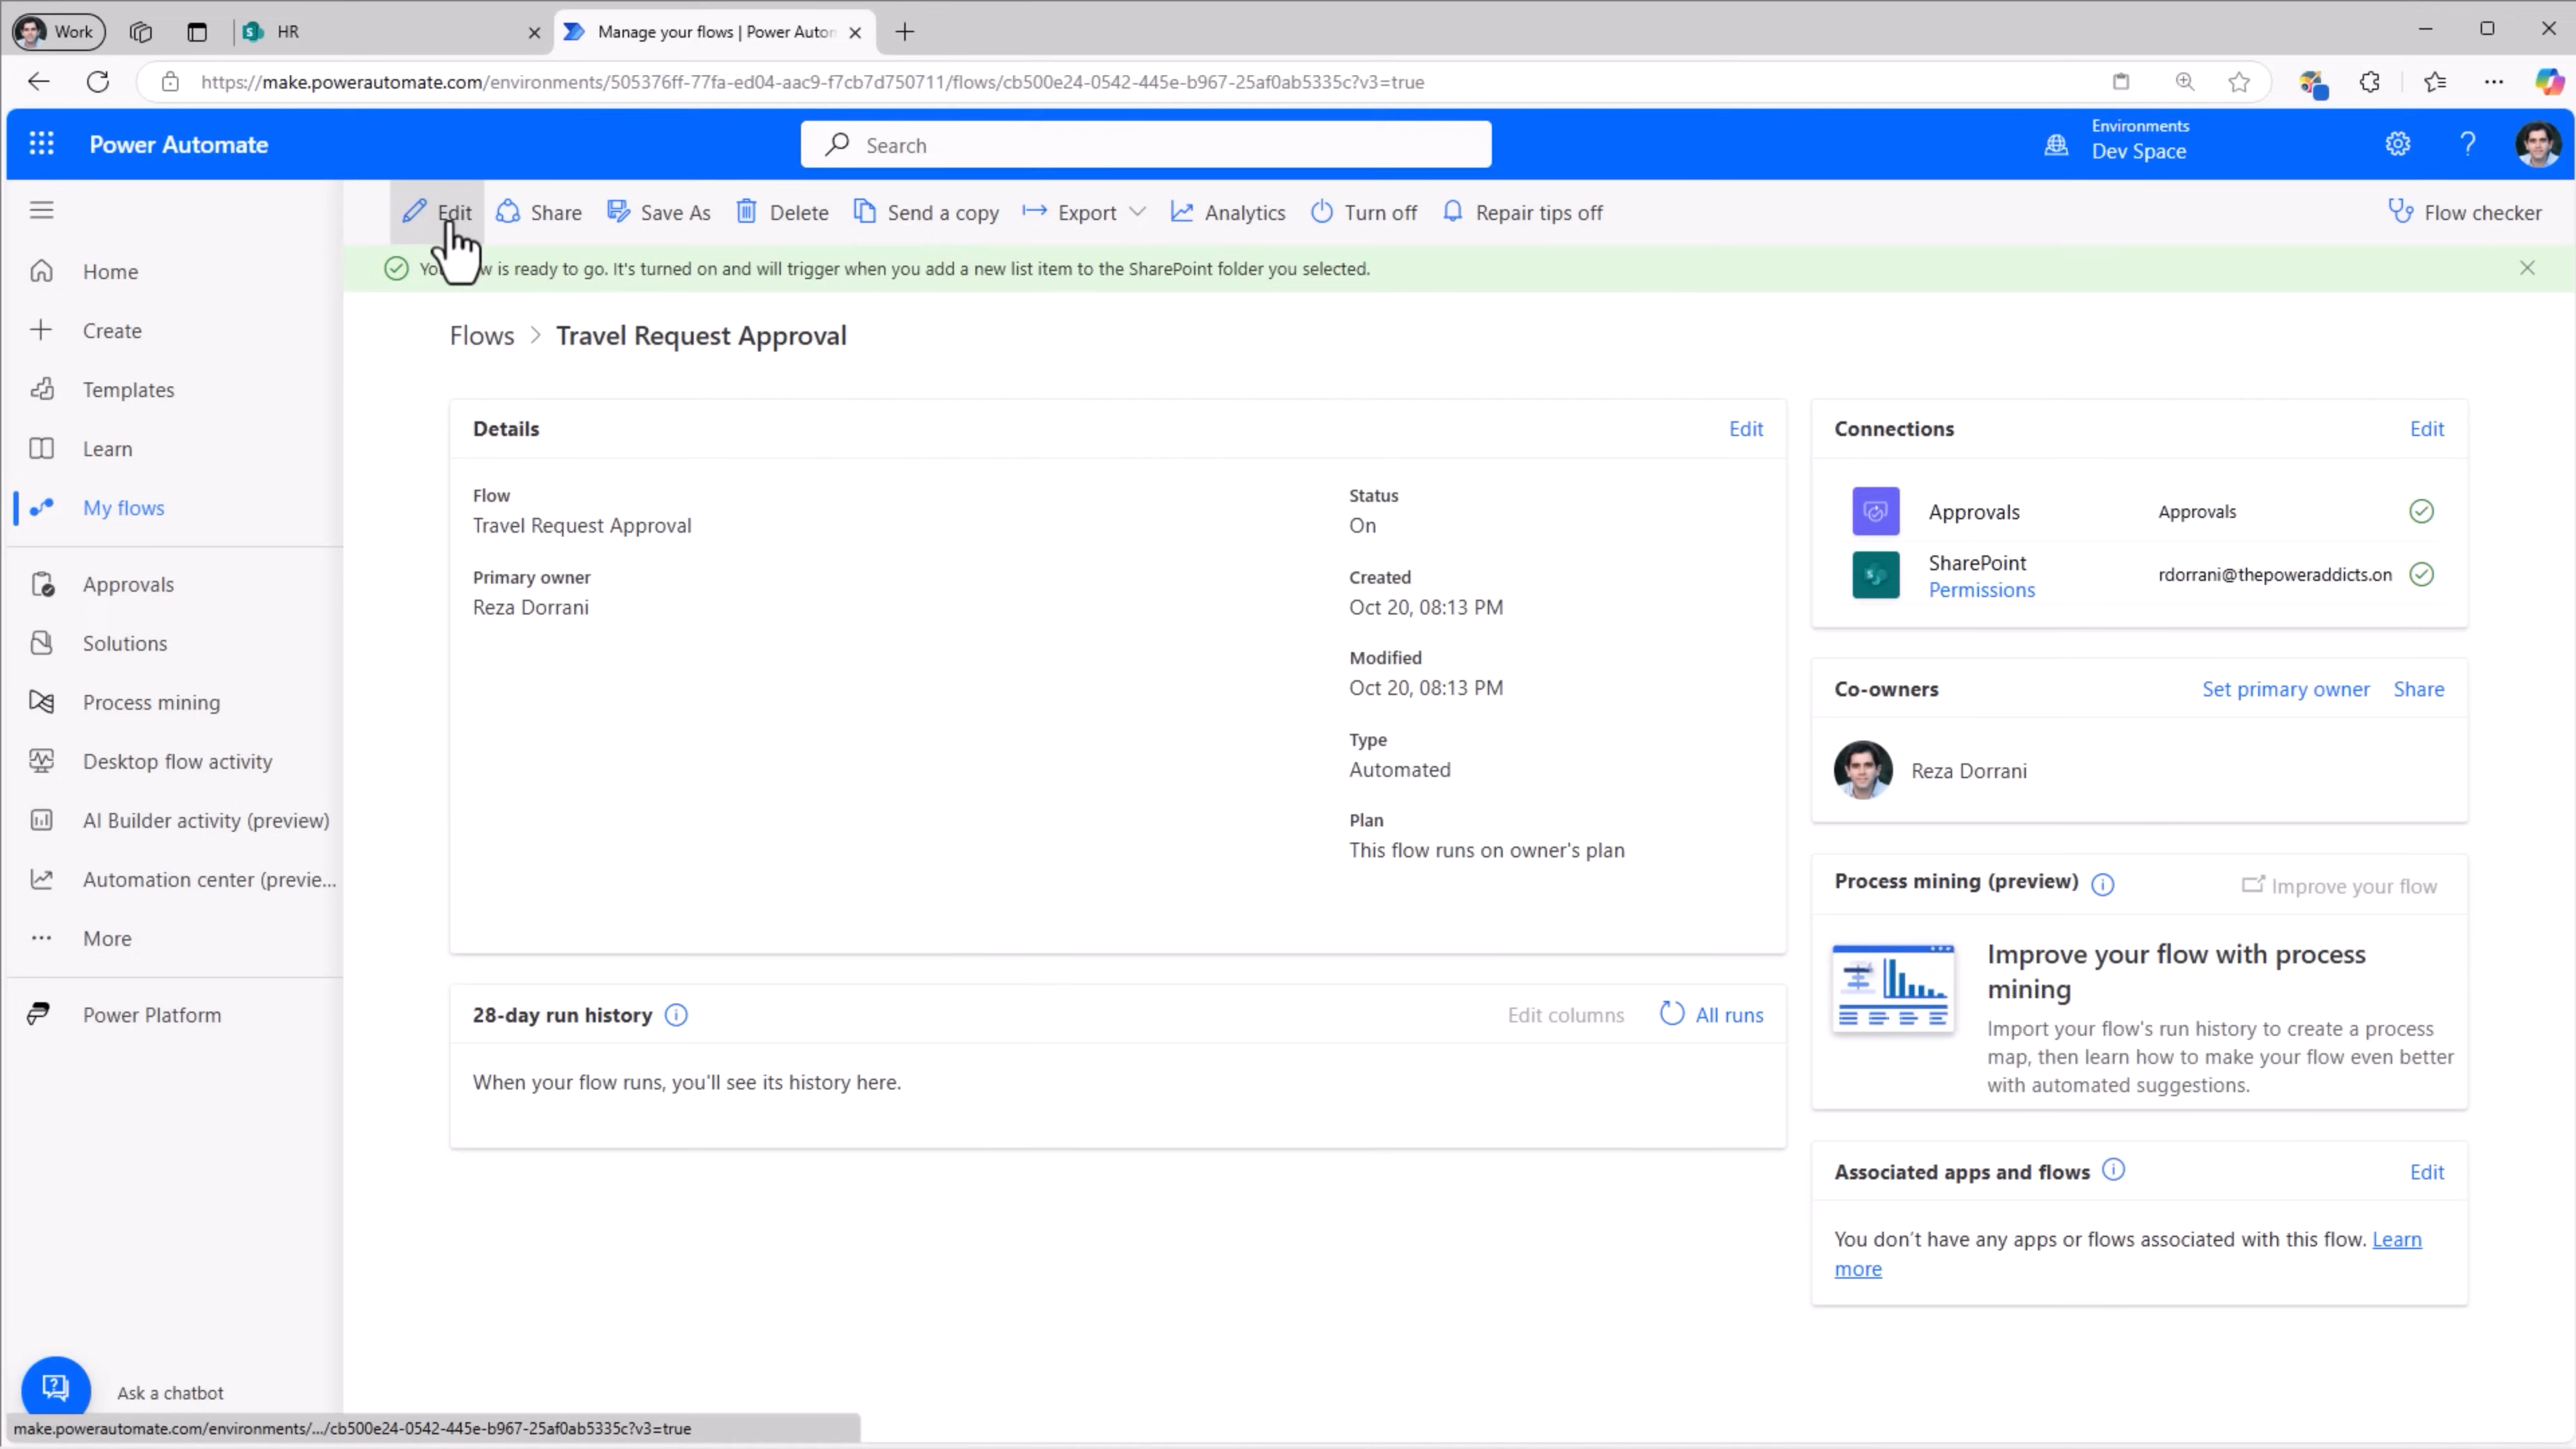 Work
HR
Manage your flows | Power Auton
https://make.powerautomate.com/environments/505376ff-77fa-ed04-aac9-f7cb7d750711/flows/cb500e24-0542-445e-b967-25af0ab5335c?v3=true
Power Automate
Search
Environments
Dev Space
Edit
Share
Save As
Delete
Send a copy
Export
Analytics
Turn off
Repair tips off
Flow checker
is ready to go. It's turned on and will trigger when you add a new list item to the SharePoint folder you selected.
Home
Create
Templates
Learn
My flows
Approvals
Solutions
Process mining
Desktop flow activity
AI Builder activity (preview)
Automation center (previe...
More
Power Platform
Ask a chatbot
Flows > Travel Request Approval
Details
Edit
Flow
Travel Request Approval
Primary owner
Reza Dorrani
Status
On
Created
Oct 20, 08:13 PM
Modified
Oct 20, 08:13 PM
Type
Automated
Plan
This flow runs on owner's plan
28-day run history
Edit columns
All runs
When your flow runs, you'll see its history here.
Connections
Edit
Approvals
Approvals
SharePoint
Permissions
rdorrani@thepoweraddicts.on
Co-owners
Set primary owner
Share
Reza Dorrani
Process mining (preview)
Improve your flow
Improve your flow with process
mining
Import your flow's run history to create a process
map, then learn how to make your flow even better
with automated suggestions.
Associated apps and flows
Edit
You don't have any apps or flows associated with this flow. Learn
more
make.powerautomate.com/environments/.../cb500e24-0542-445e-b967-25af0ab5335c?v3=true